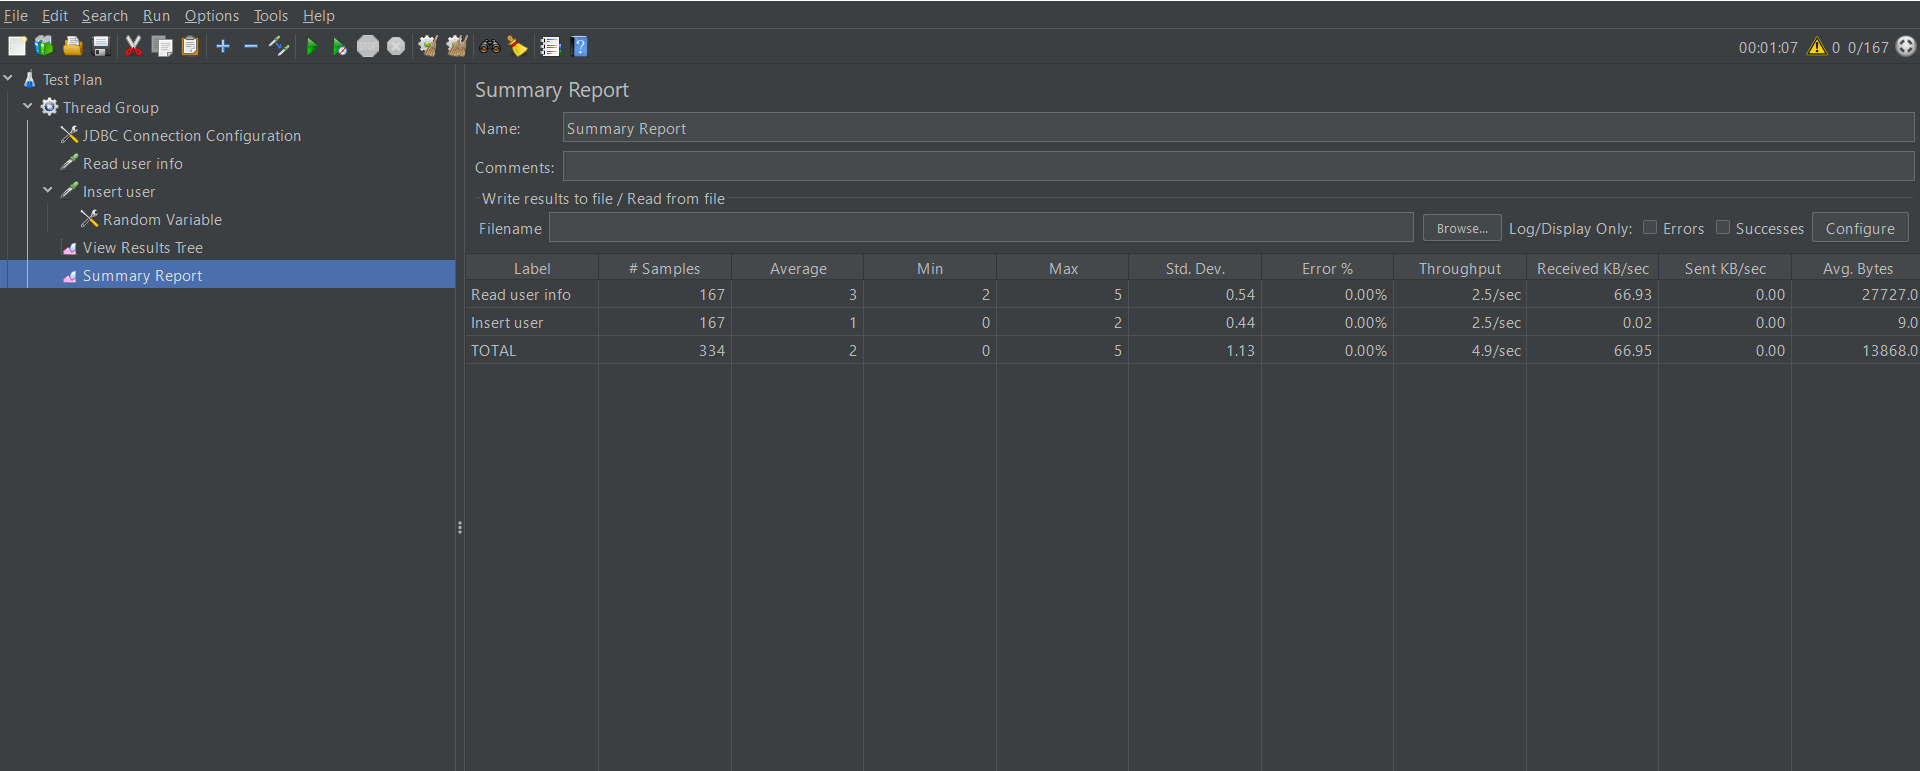 File Edit Search Run Options Tools Help
STOP 00:01:07 0 0/167
Test Plan
Thread Group
JDBC Connection Configuration
Read user info
Insert user
Random Variable
View Results Tree
Summary Report
Summary Report
Name: Summary Report
Comments:
Write results to file / Read from file
Filename Browse... Log/Display Only: Errors Successes Configure
Label # Samples Average Min Max Std. Dev. Error % Throughput Received KB/sec Sent KB/sec Avg. Bytes
Read user info 167 3 2 5 0.54 0.00% 2.5/sec 66.93 0.00 27727.0
Insert user 167 1 0 2 0.44 0.00% 2.5/sec 0.02 0.00 9.0
TOTAL 334 2 0 5 1.13 0.00% 4.9/sec 66.95 0.00 13868.0